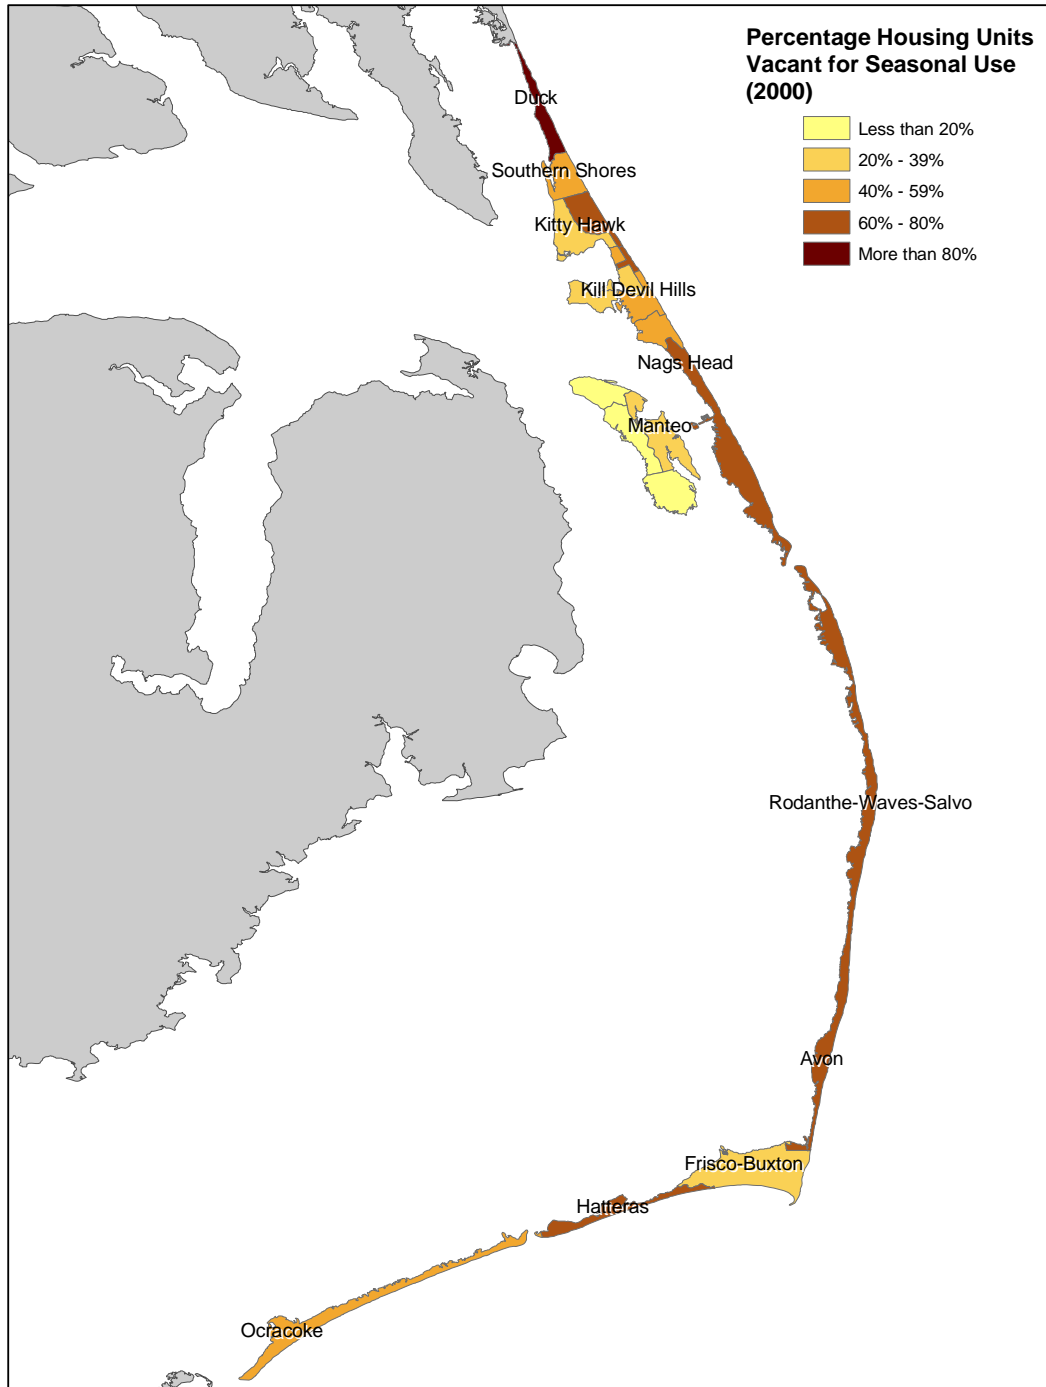 Percentage Housing Units
Vacant for Seasonal Use
(2000)
Less than 20%
20% - 39%
40% - 59%
60% - 80%
More than 80%
Duck
Southern Shores
Kitty Hawk
Kill Devil Hills
Nags Head
Manteo
Rodanthe-Waves-Salvo
Avon
Frisco-Buxton
Hatteras
Ocracoke